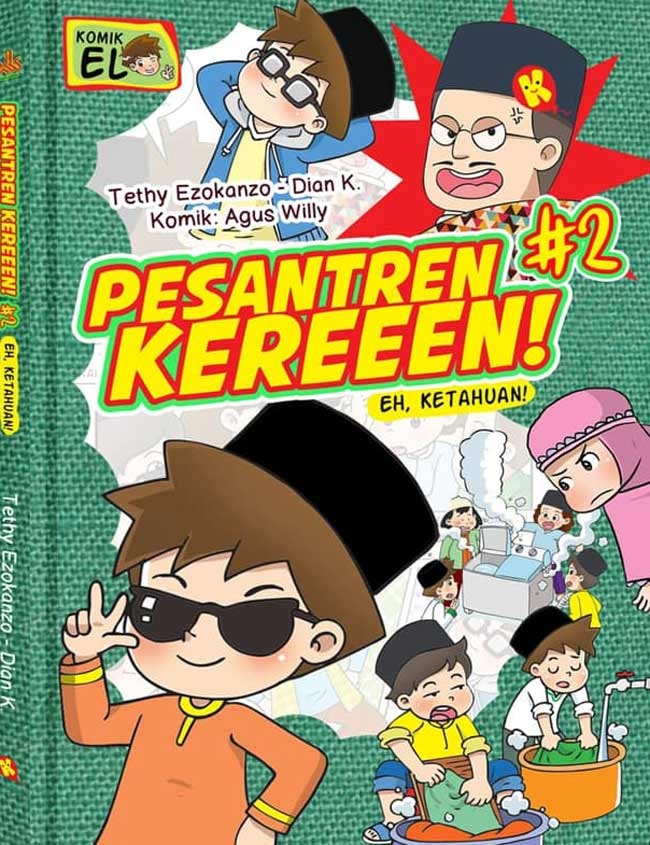 KOMIK
EL
Tethy Ezokanzo - Dian K.
Komik: Agus Willy
PESANTREN
KEREEEN!
#2
EH, KETAHUAN!
K
PESANTREN KEREEEN! #2
EH, KETAHUAN!
Tethy Ezokanzo - Dian K.